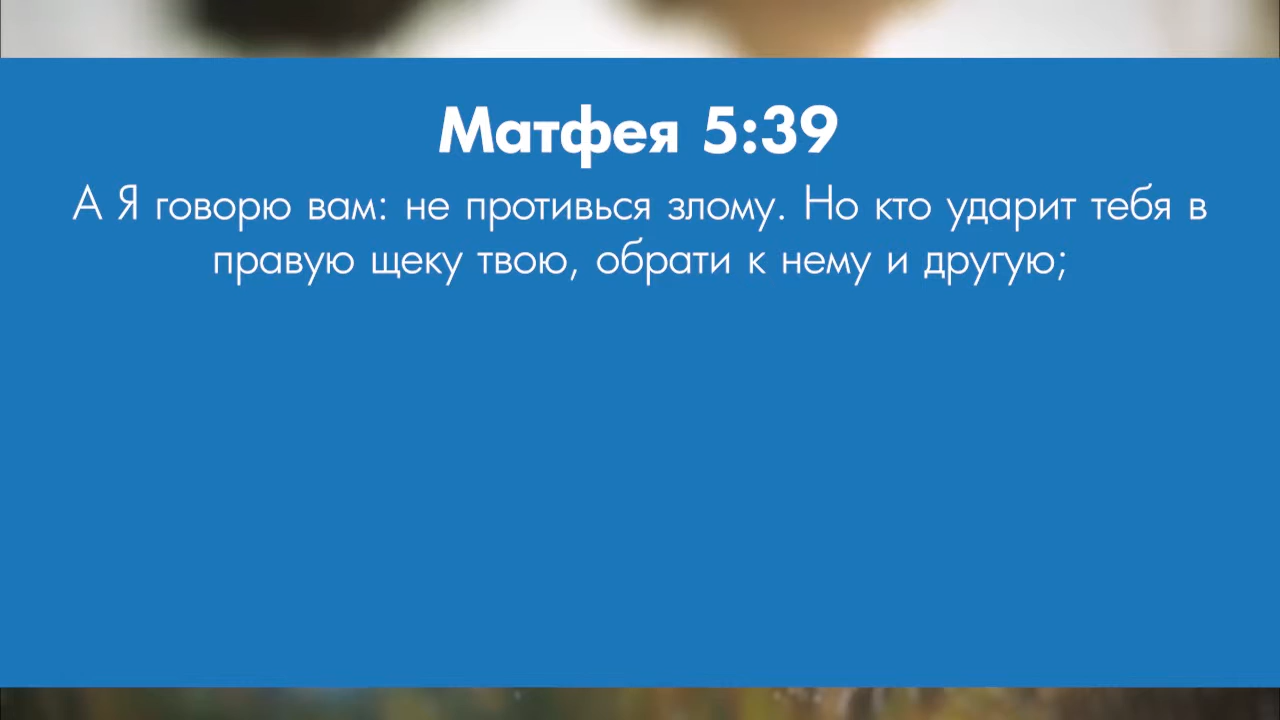 Матфея 5:39
А Я говорю вам: не противься злому. Но кто ударит тебя в
правую щеку твою, обрати к нему и другую;